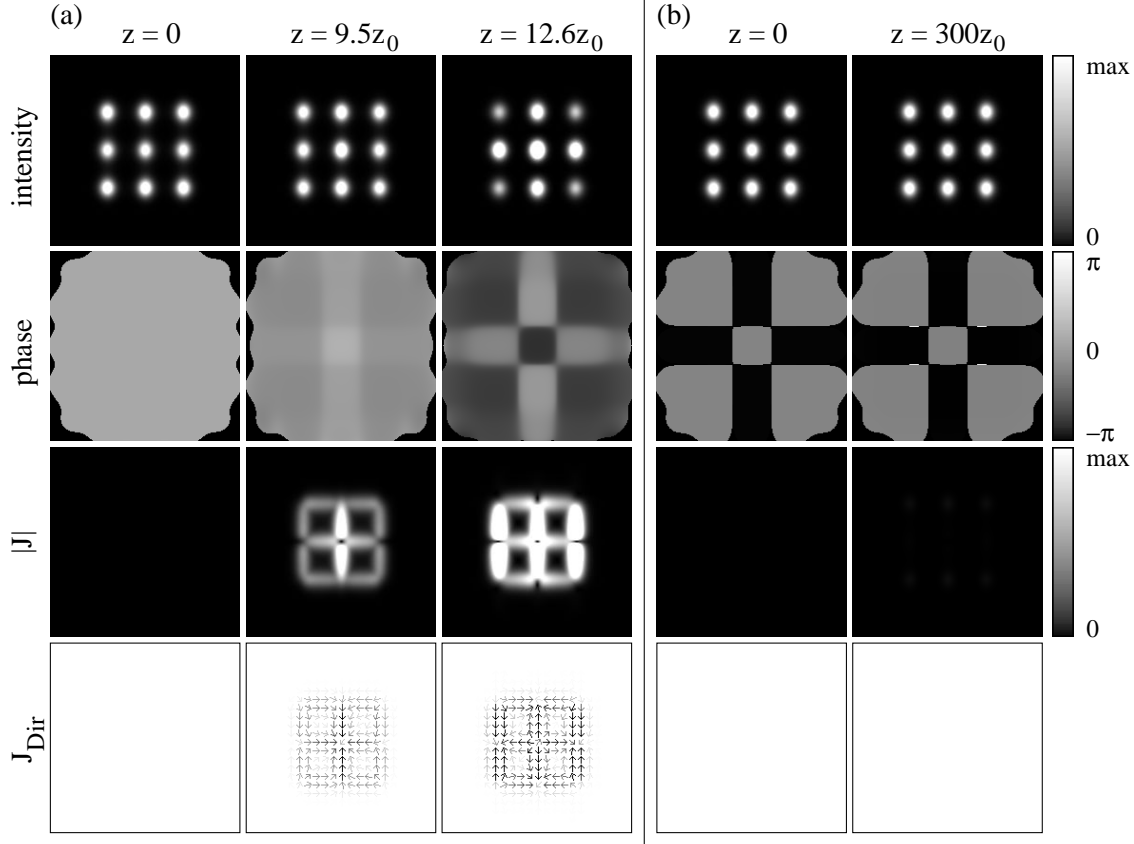 (a)
(b)
z = 0
z = 9.5z0
z = 12.6z0
z = 0
z = 300z0
intensity
max
0
phase
π
0
−π
|J|
max
0
JDir